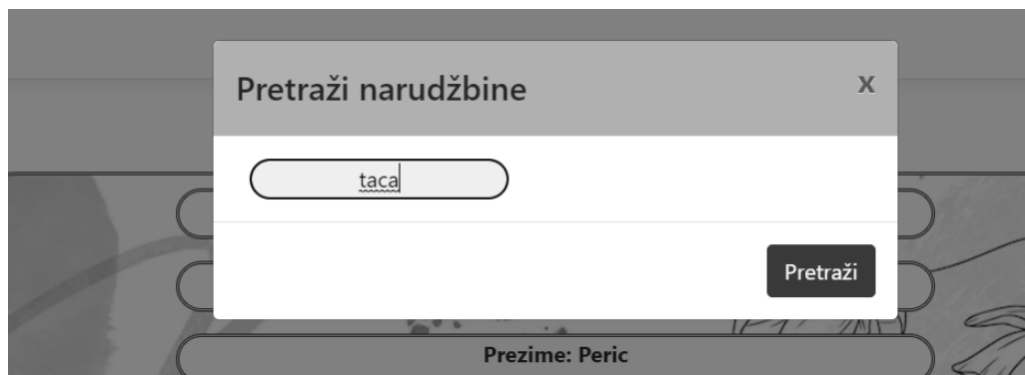 Pretraži narudžbine
x
taca
Pretraži
Prezime: Peric